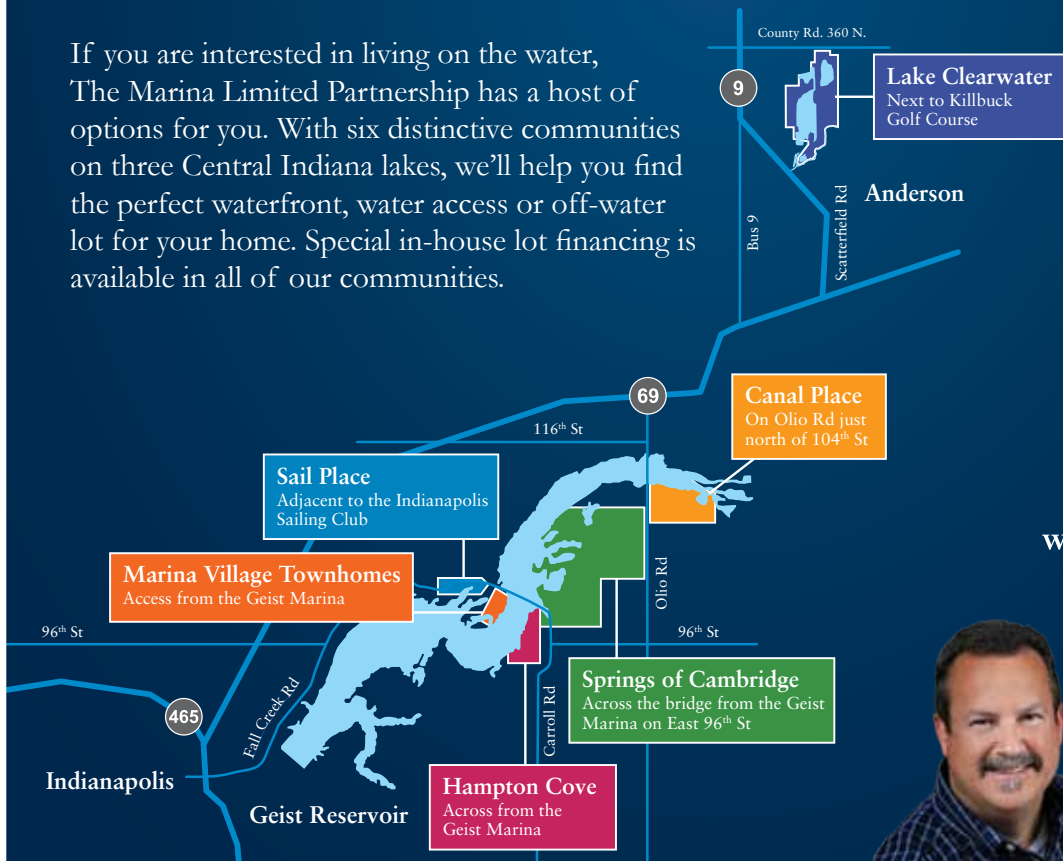 If you are interested in living on the water,
The Marina Limited Partnership has a host of
options for you. With six distinctive communities
on three Central Indiana lakes, we’ll help you find
the perfect waterfront, water access or off-water
lot for your home. Special in-house lot financing is
available in all of our communities.
County Rd. 360 N.
9
Lake Clearwater
Next to Killbuck
Golf Course
Anderson
Bus 9
Scatterfield Rd
69
Canal Place
On Olio Rd just
north of 104th St
116th St
Sail Place
Adjacent to the Indianapolis
Sailing Club
Marina Village Townhomes
Access from the Geist Marina
Olio Rd
96th St
96th St
Springs of Cambridge
Across the bridge from the Geist
Marina on East 96th St
465
Fall Creek Rd
Carroll Rd
Indianapolis
Geist Reservoir
Hampton Cove
Across from the
Geist Marina